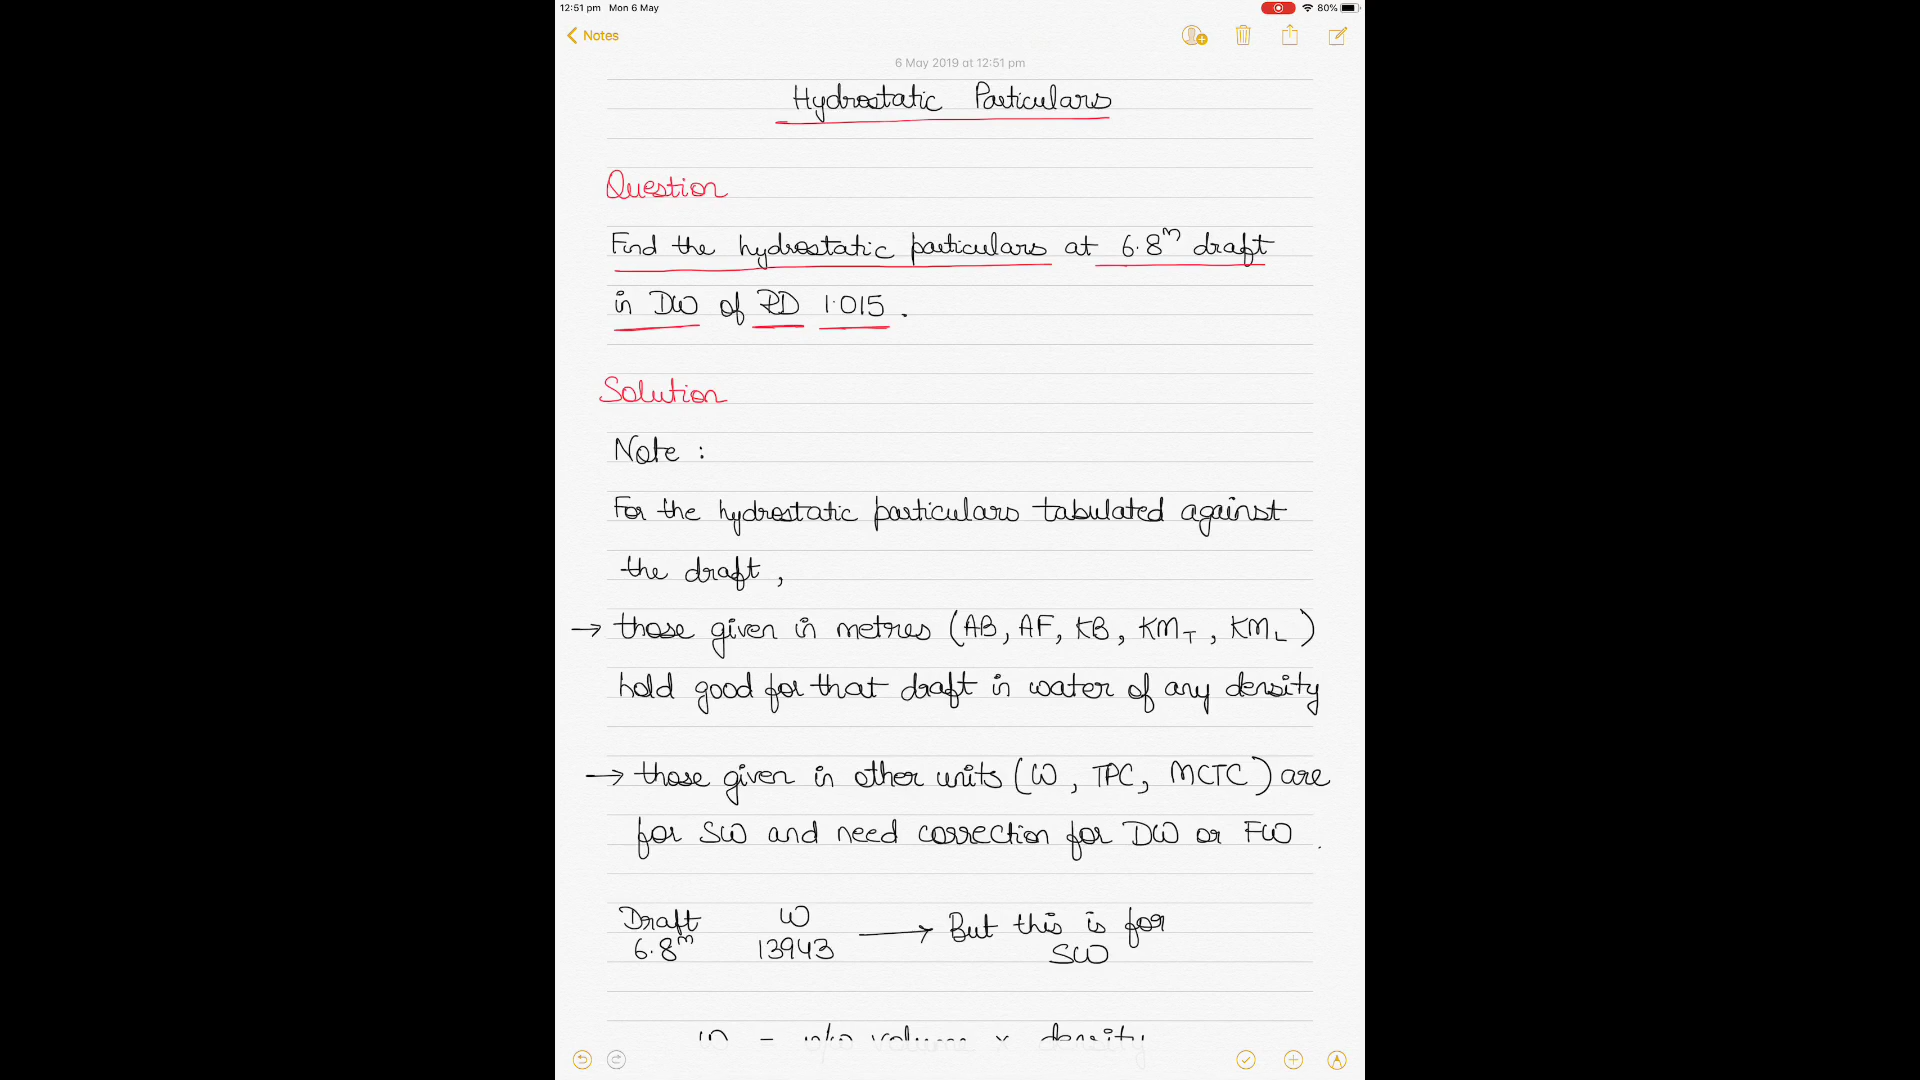 12:51 pm Mon 6 May
80%
Notes
6 May 2019 at 12:51 pm
Hydrostatic Particulars
Question
Find the hydrostatic particulars at 6.8m draft
in DW of RD 1.015.
Solution
Note :
For the hydrostatic particulars tabulated against
the draft,
→ those given in metres (AB, AF, KB, KMT, KML)
hold good for that draft in water of any density
→ those given in other units (W, TPC, MCTC) are
for SW and need correction for DW or FW.
Draft W
6.8m 13943 → But this is for
SW
W = u/w volume x density